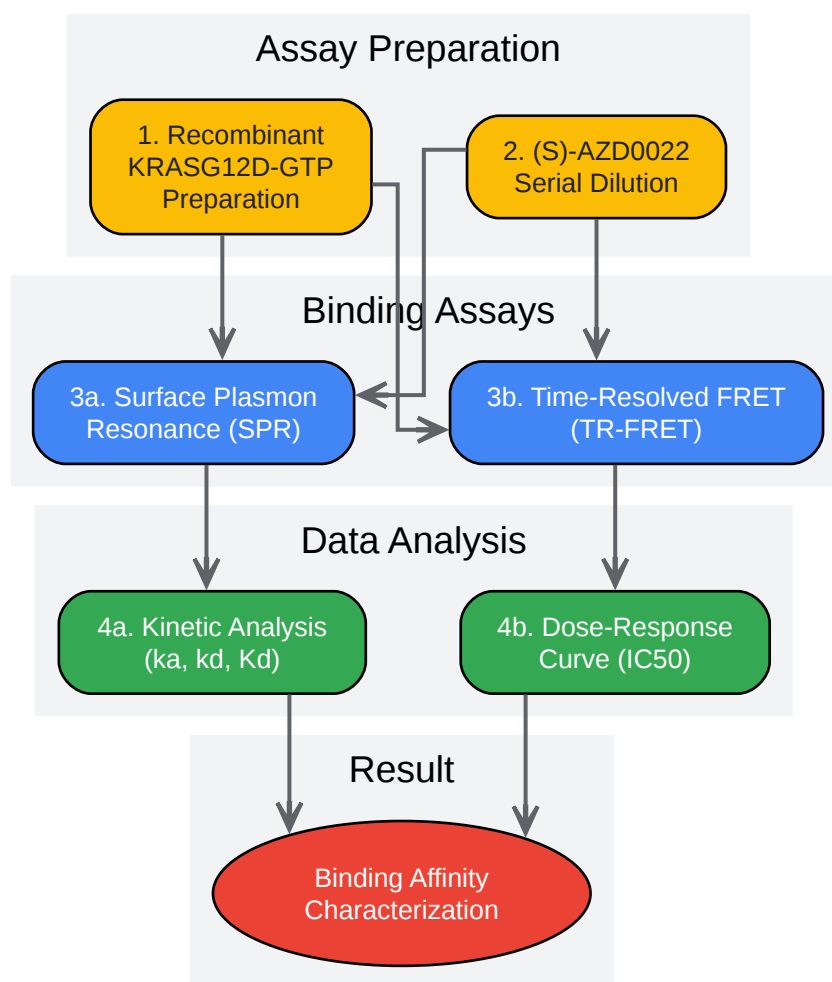 Assay Preparation
1. Recombinant
KRASG12D-GTP
Preparation
2. (S)-AZD0022
Serial Dilution
Binding Assays
3a. Surface Plasmon
Resonance (SPR)
3b. Time-Resolved FRET
(TR-FRET)
Data Analysis
4a. Kinetic Analysis
(ka, kd, Kd)
4b. Dose-Response
Curve (IC50)
Result
Binding Affinity
Characterization